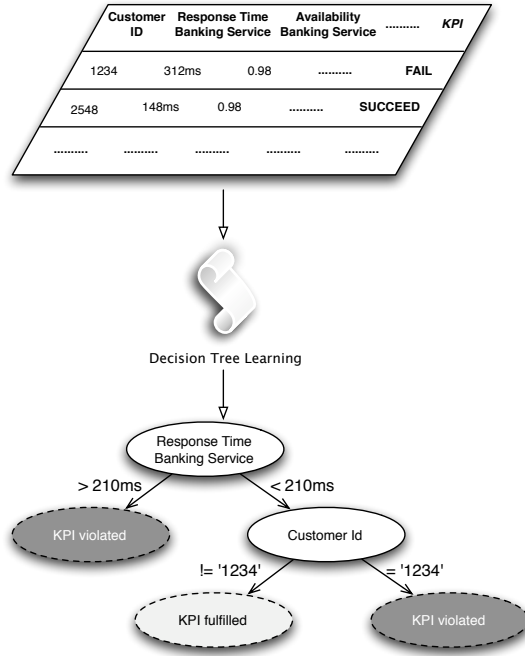 Customer ID Response Time Banking Service Availability Banking Service .......... KPI
1234 312ms 0.98 .......... FAIL
2548 148ms 0.98 .......... SUCCEED
.......... .......... .......... .......... ..........
Decision Tree Learning
Response Time
Banking Service
> 210ms < 210ms
KPI violated Customer Id
!= '1234' = '1234'
KPI fulfilled KPI violated